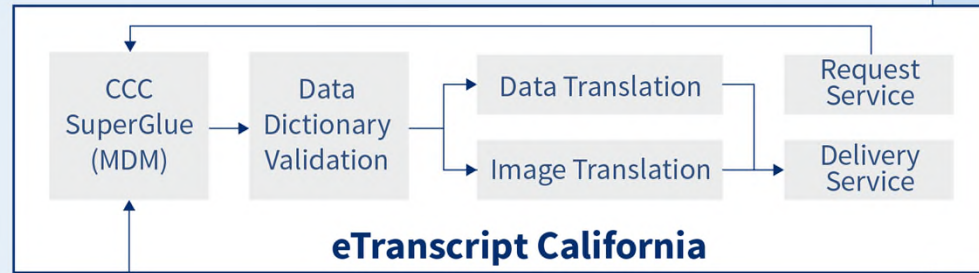 CCC
SuperGlue
(MDM)
Data
Dictionary
Validation
Data Translation
Image Translation
Request
Service
Delivery
Service
eTranscript California